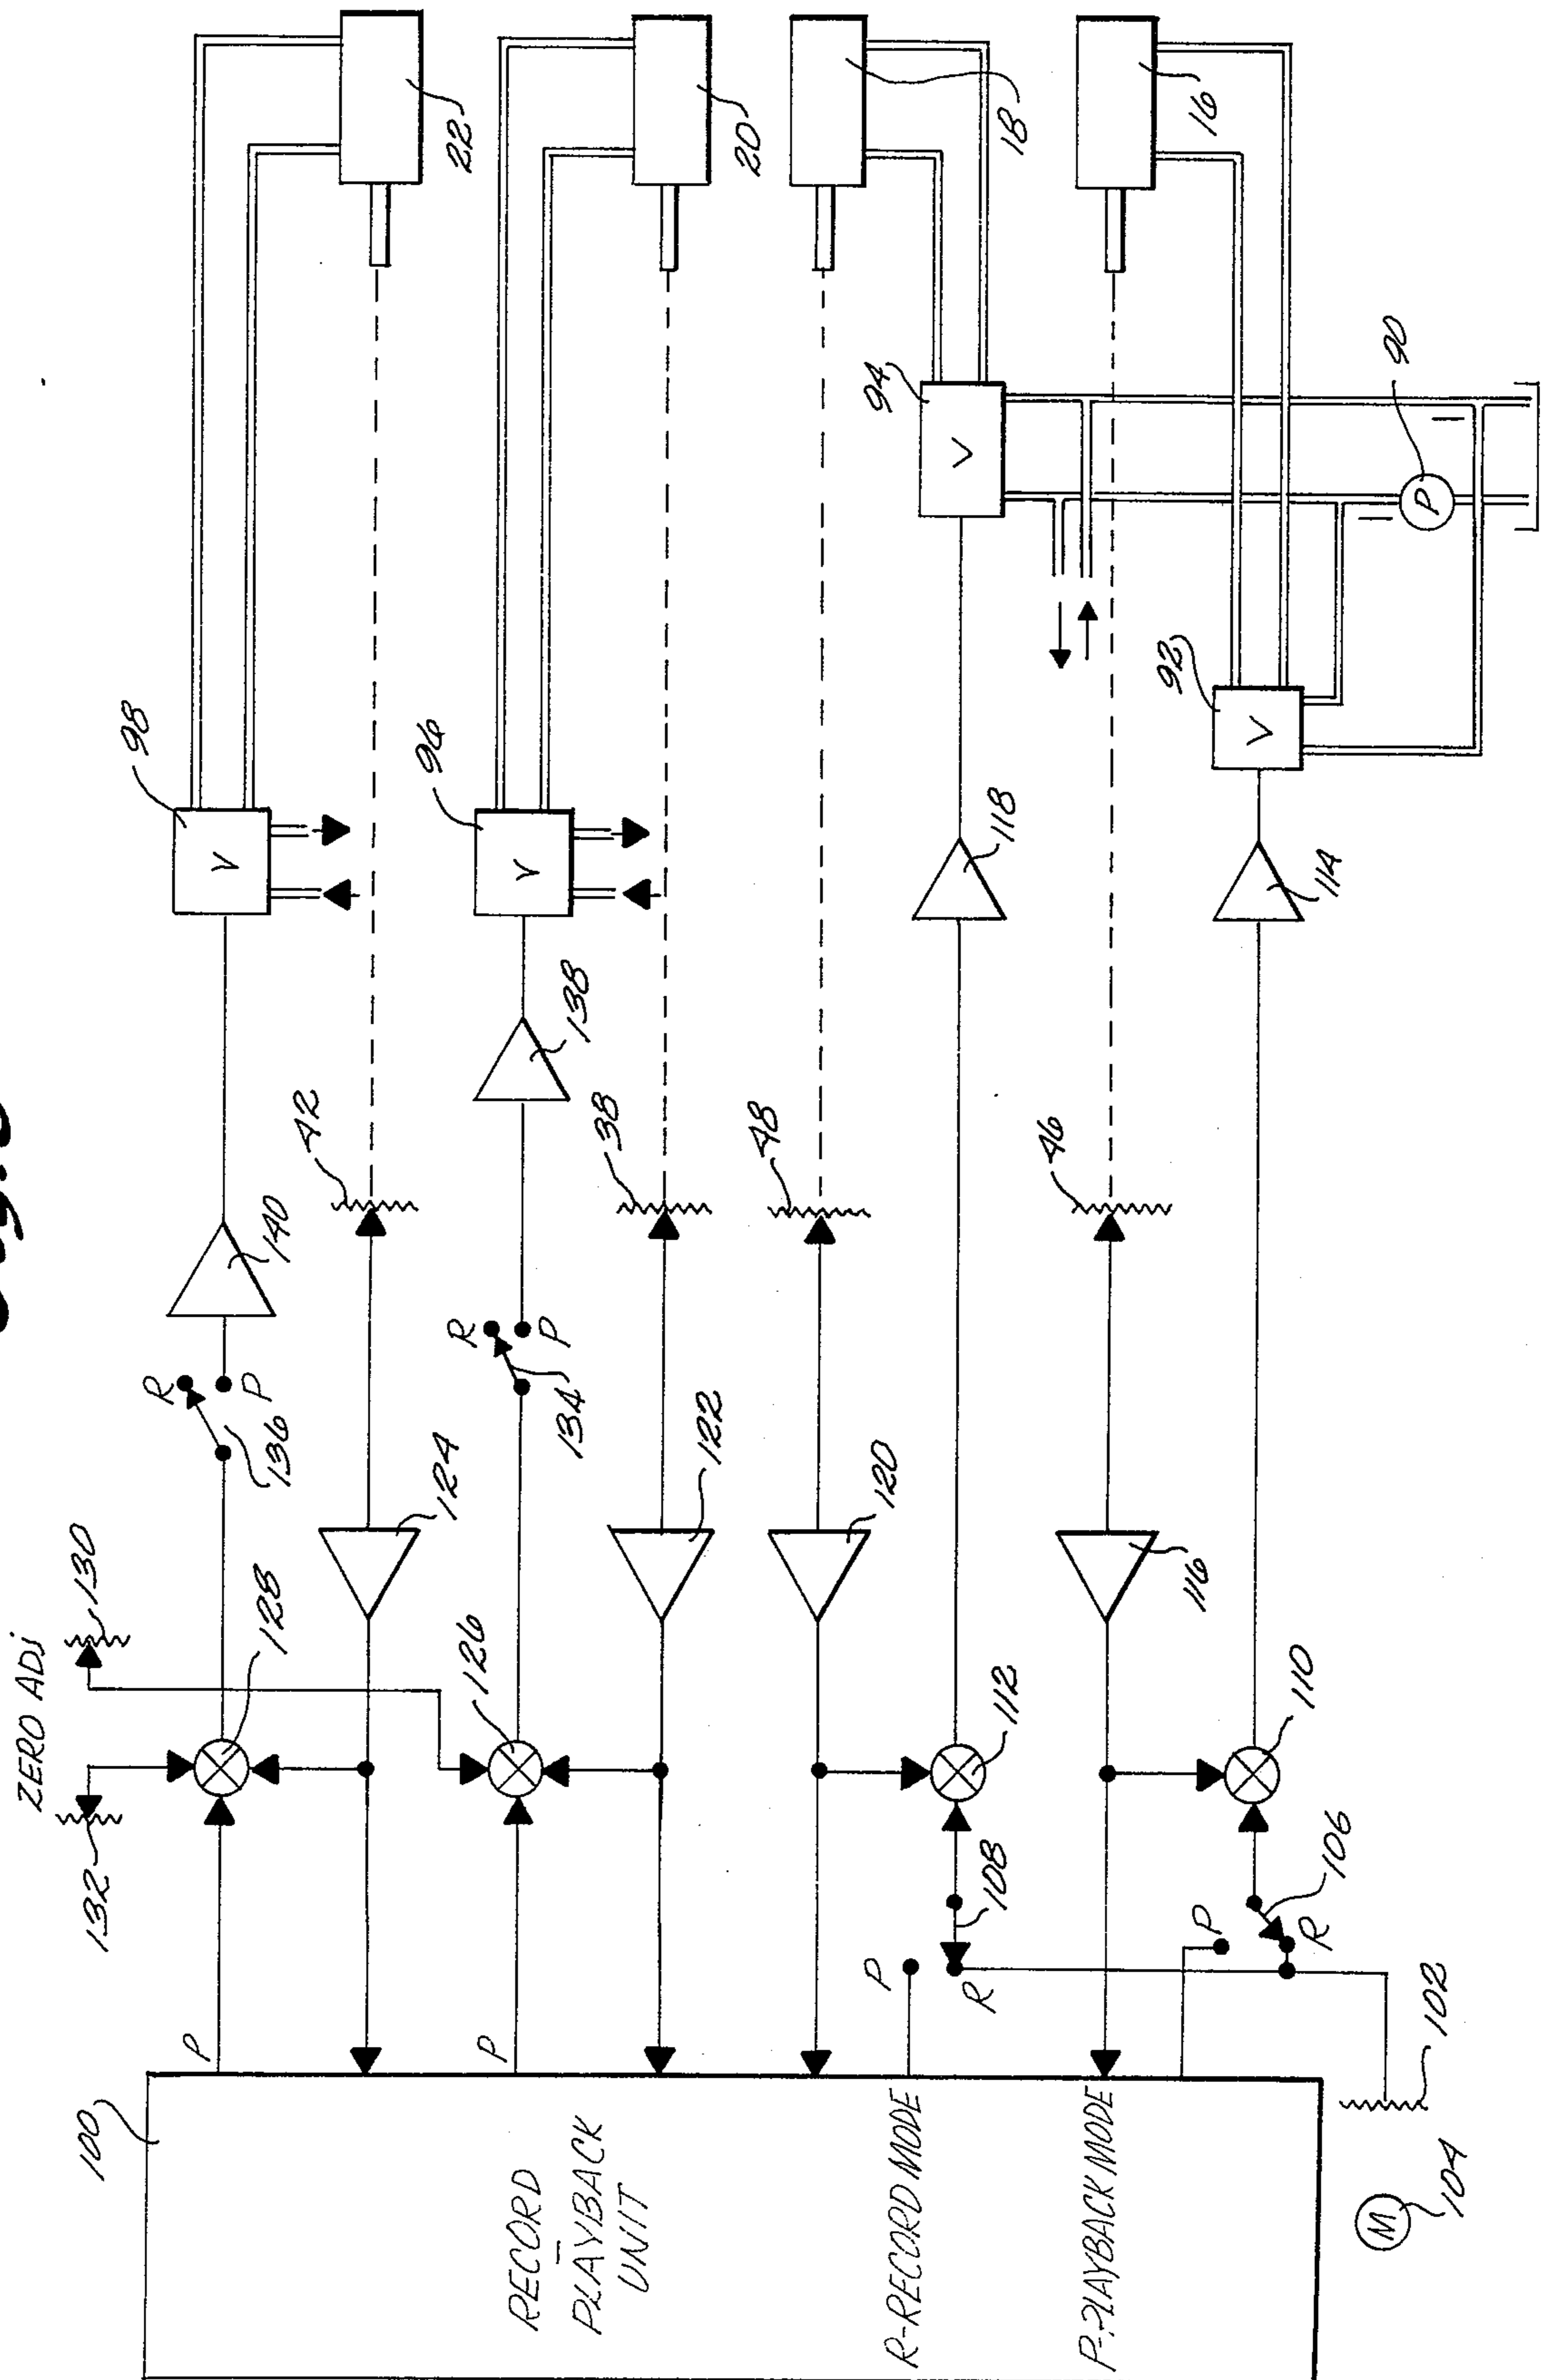 ZERO ADJ
130
132
128
136
R
P
140
98
V
22
124
42
126
134
R
P
138
96
V
20
122
38
120
48
18
112
108
P
R
118
94
V
116
46
16
110
106
P
R
114
92
V
90
P
100
P
P
RECORD
PLAYBACK
UNIT
R-RECORD MODE
P-PLAYBACK MODE
102
104
M